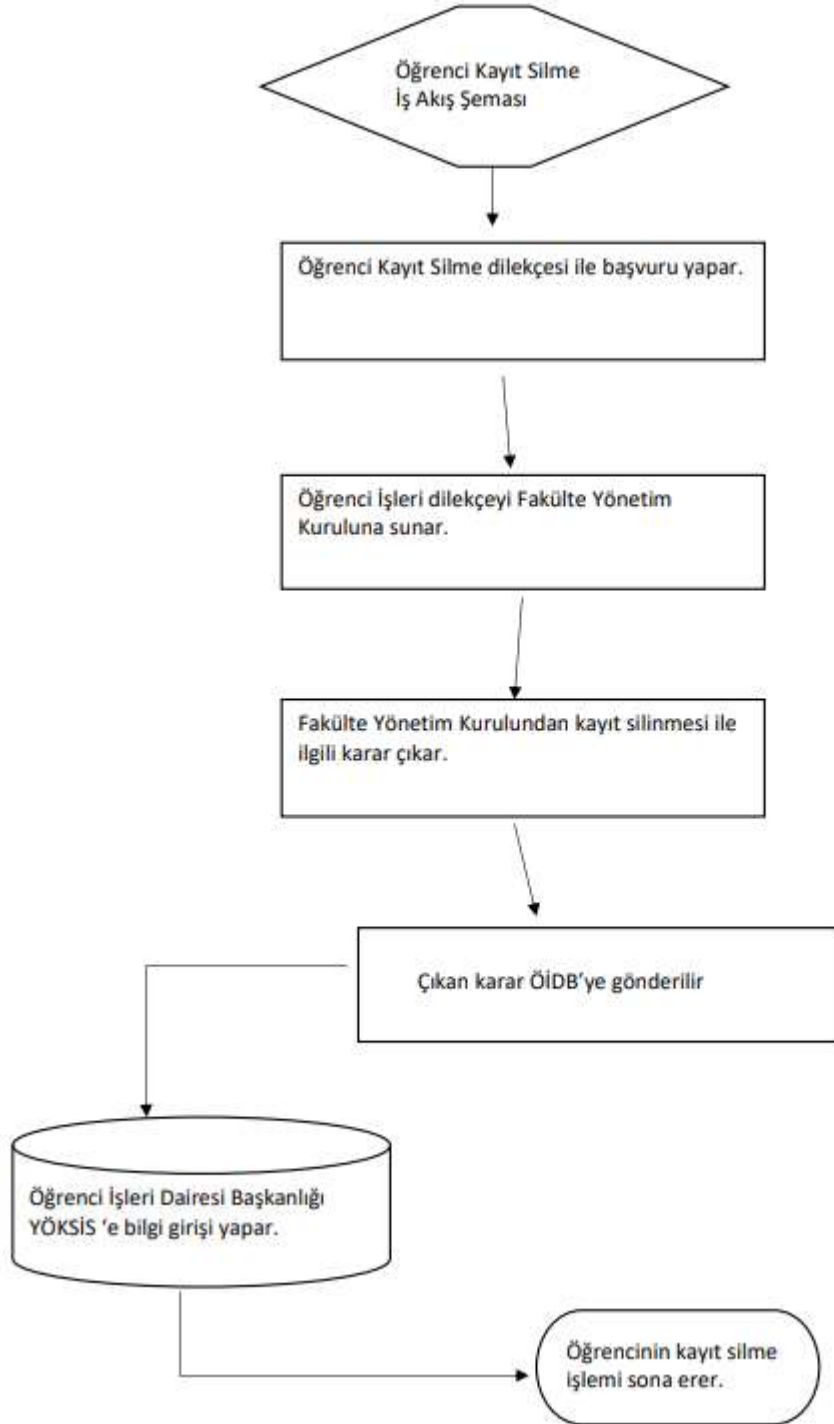 Öğrenci Kayıt Silme
İş Akış Şeması
Öğrenci Kayıt Silme dilekçesi ile başvuru yapar.
Öğrenci İşleri dilekçeyi Fakülte Yönetim
Kuruluna sunar.
Fakülte Yönetim Kurulundan kayıt silinmesi ile
ilgili karar çıkar.
Çıkan karar ÖİDB'ye gönderilir
Öğrenci İşleri Dairesi Başkanlığı
YÖKSİS 'e bilgi girişi yapar.
Öğrencinin kayıt silme
işlemi sona erer.